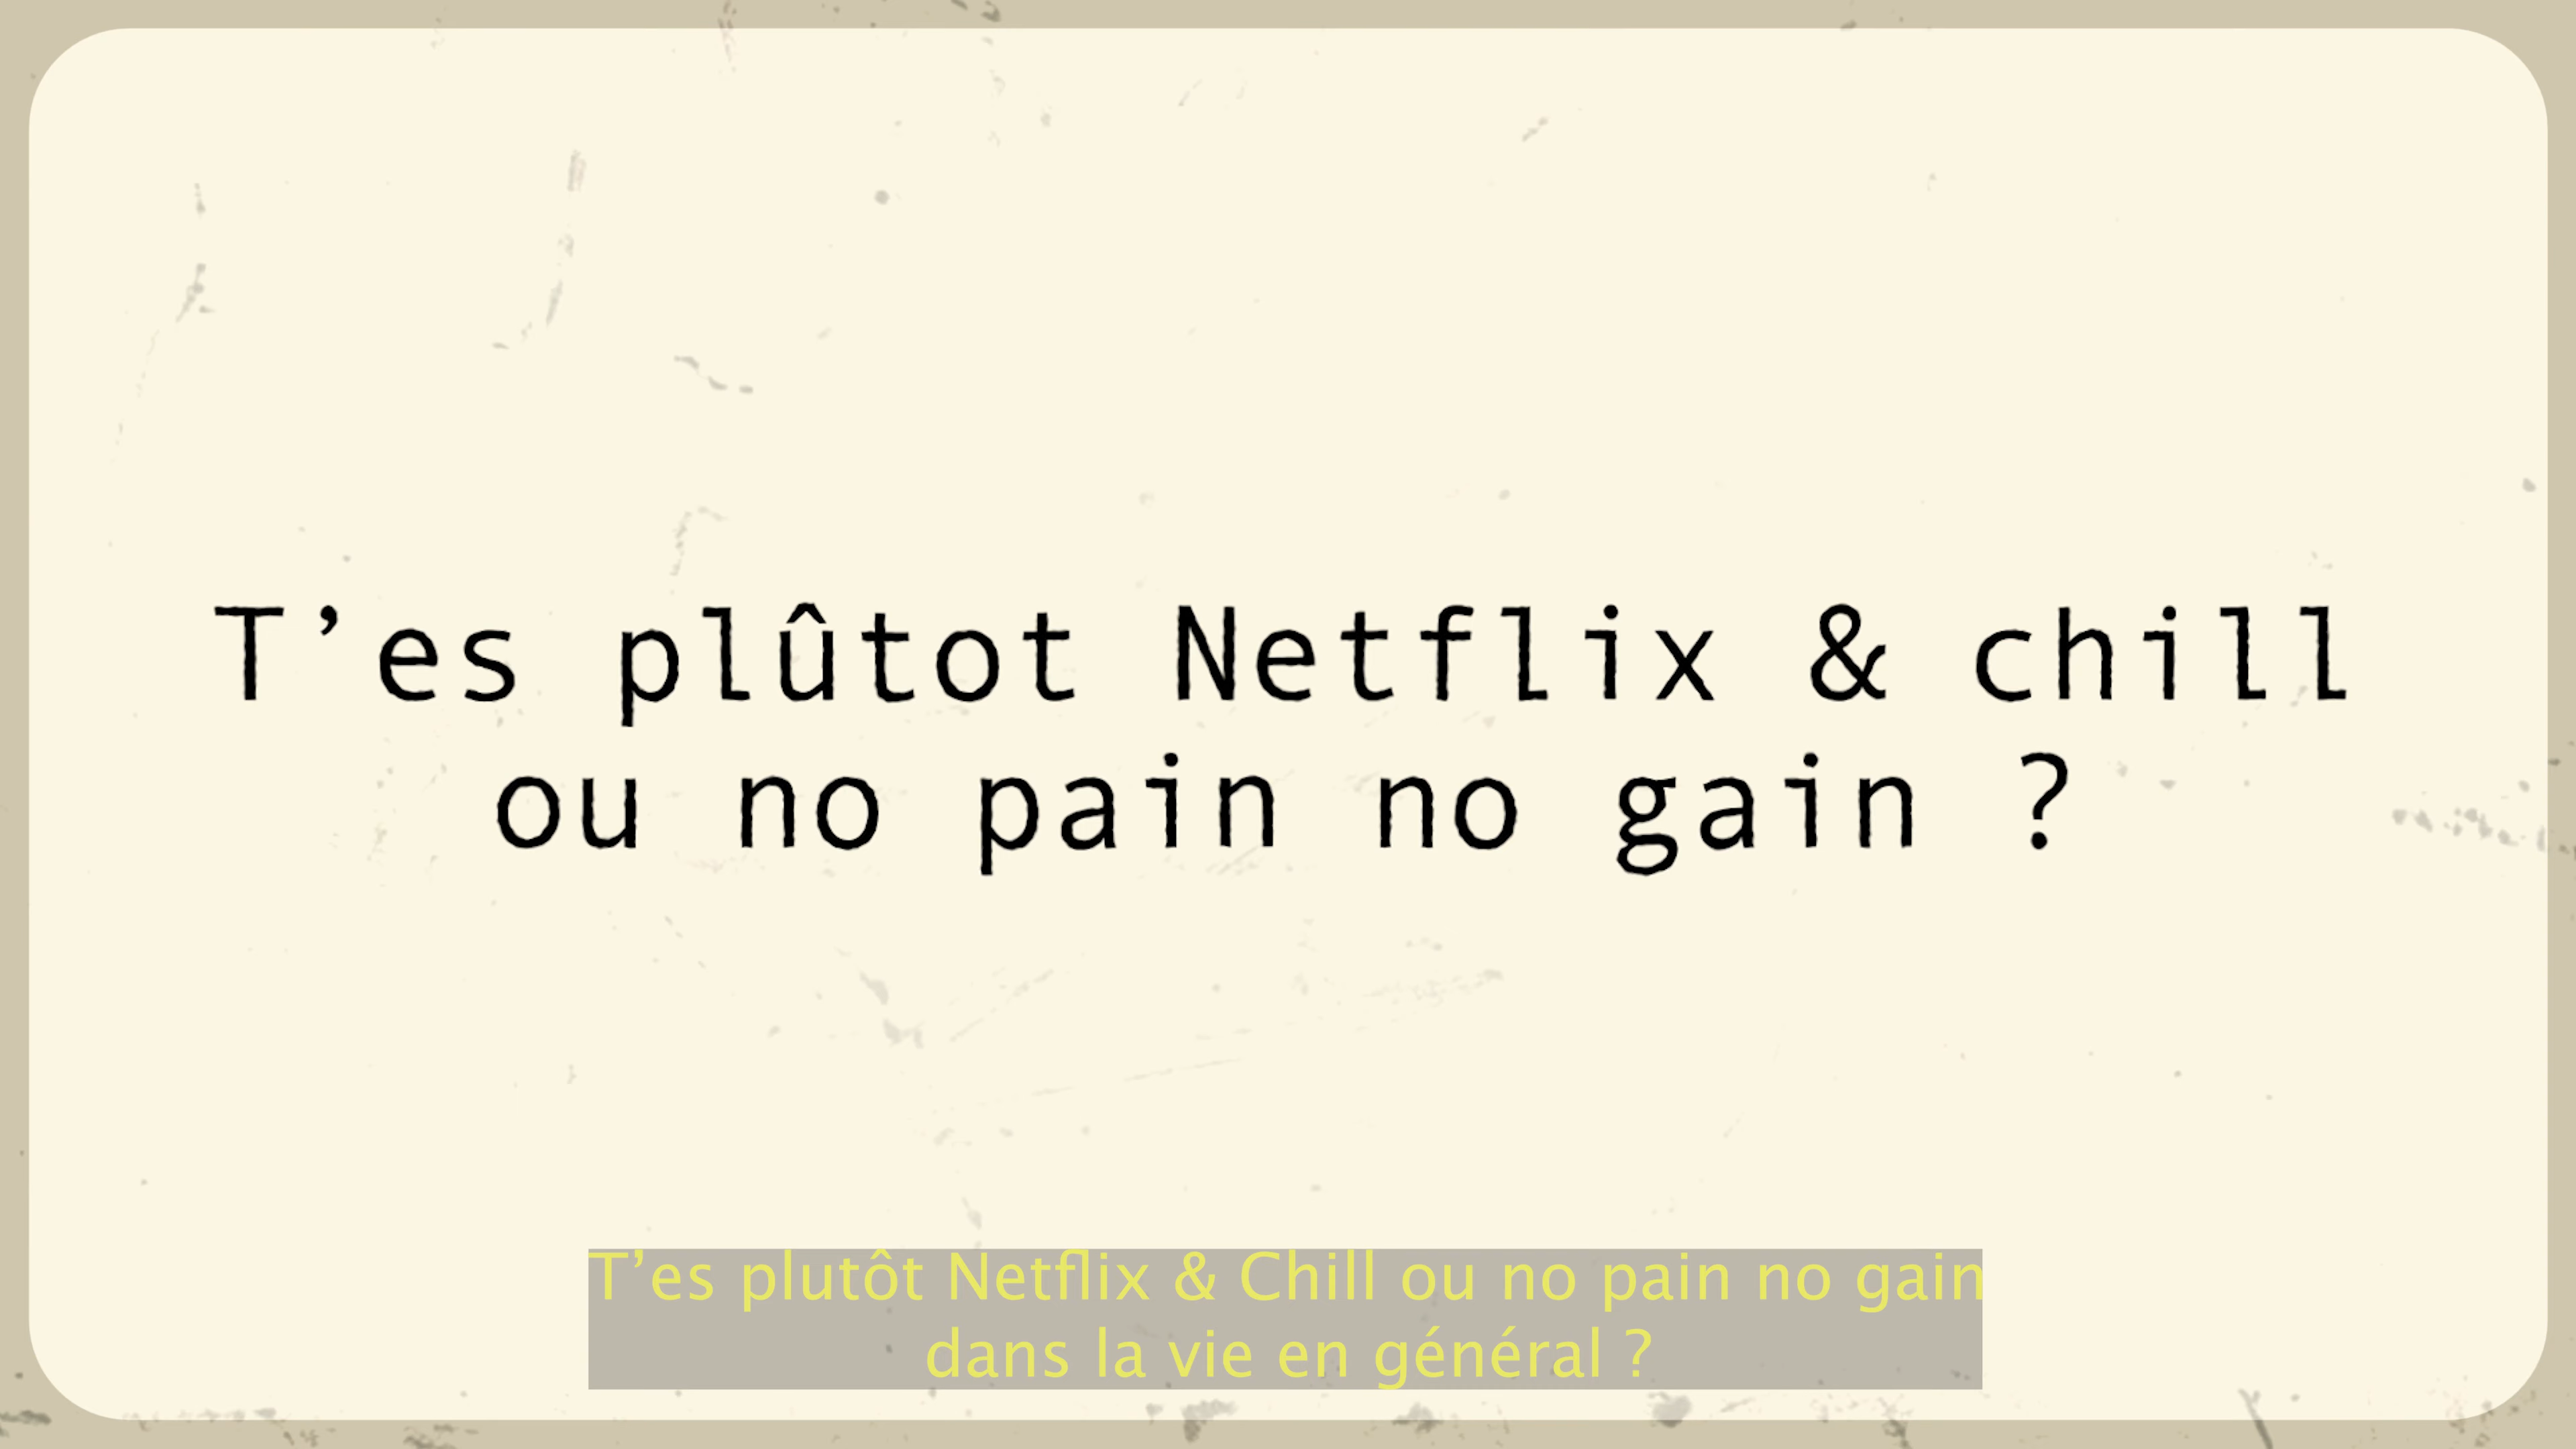 T’es plûtot Netflix & chill
ou no pain no gain ?
T’es plutôt Netflix & Chill ou no pain no gain
dans la vie en général ?